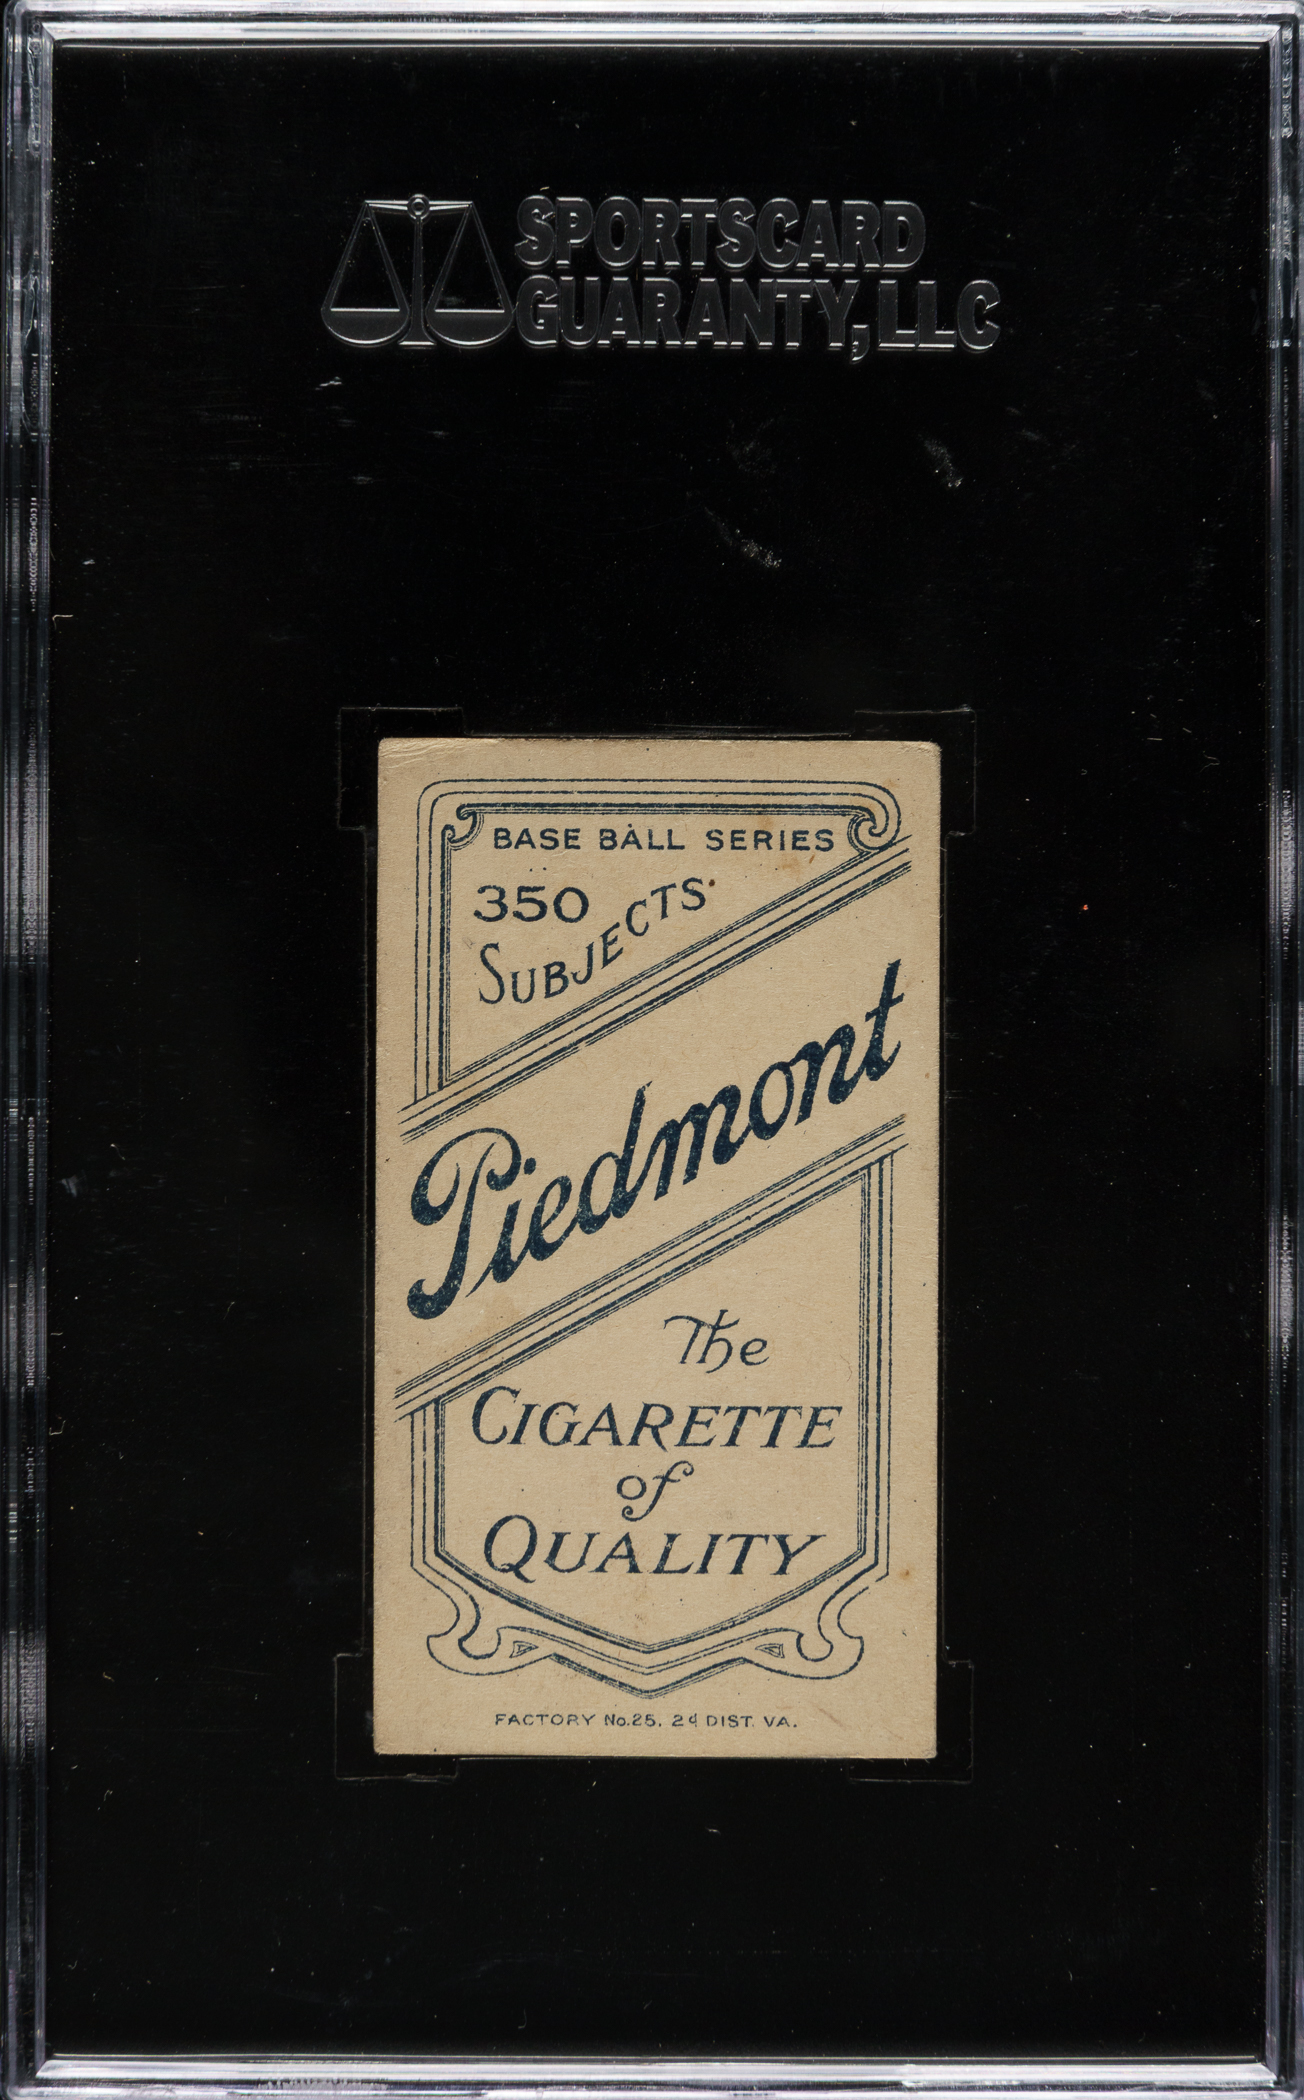 SPORTSCARD
GUARANTY, LLC
BASE BALL SERIES
350
SUBJECTS
Piedmont
The
CIGARETTE
of
QUALITY
FACTORY No.25. 2d DIST. VA.